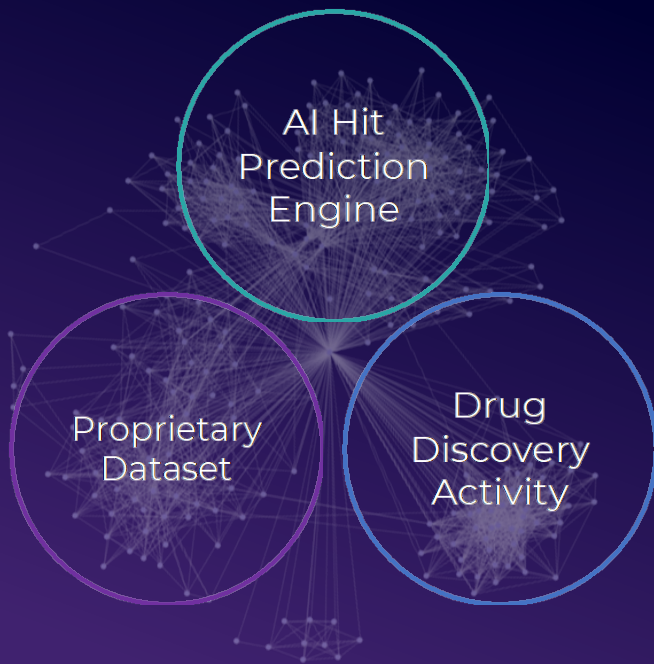 AI Hit
Prediction
Engine
Proprietary
Dataset
Drug
Discovery
Activity